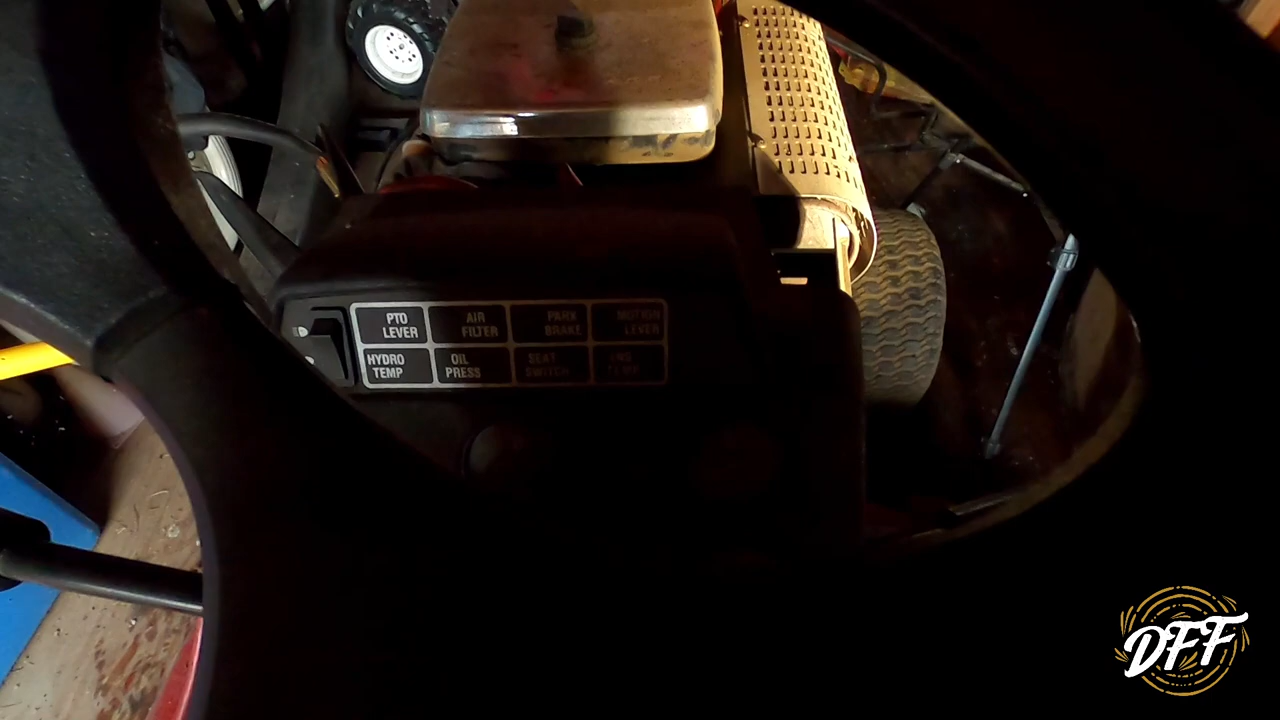 PTO
LEVER
AIR
FILTER
PARK
BRAKE
MOTION
LEVER
HYDRO
TEMP
OIL
PRESS
SEAT
SWITCH
DFF